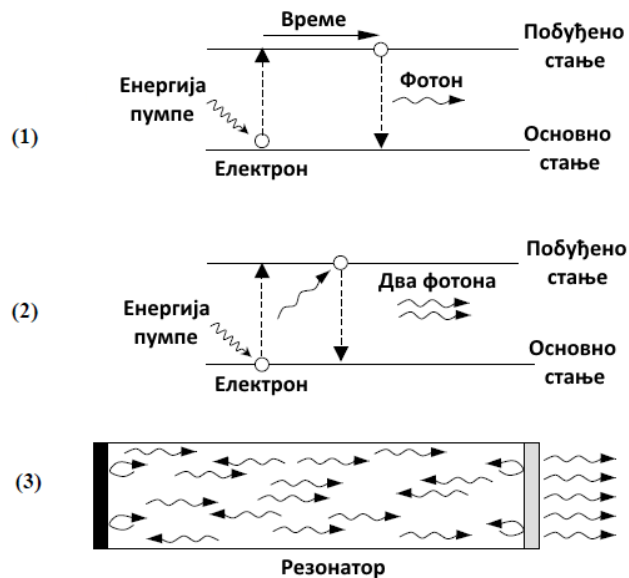 Време
Побуђено
стање
Енергија
пумпе
Фотон
(1)
Основно
стање
Електрон
Побуђено
стање
Два фотона
(2)
Енергија
пумпе
Основно
стање
Електрон
(3)
Резонатор